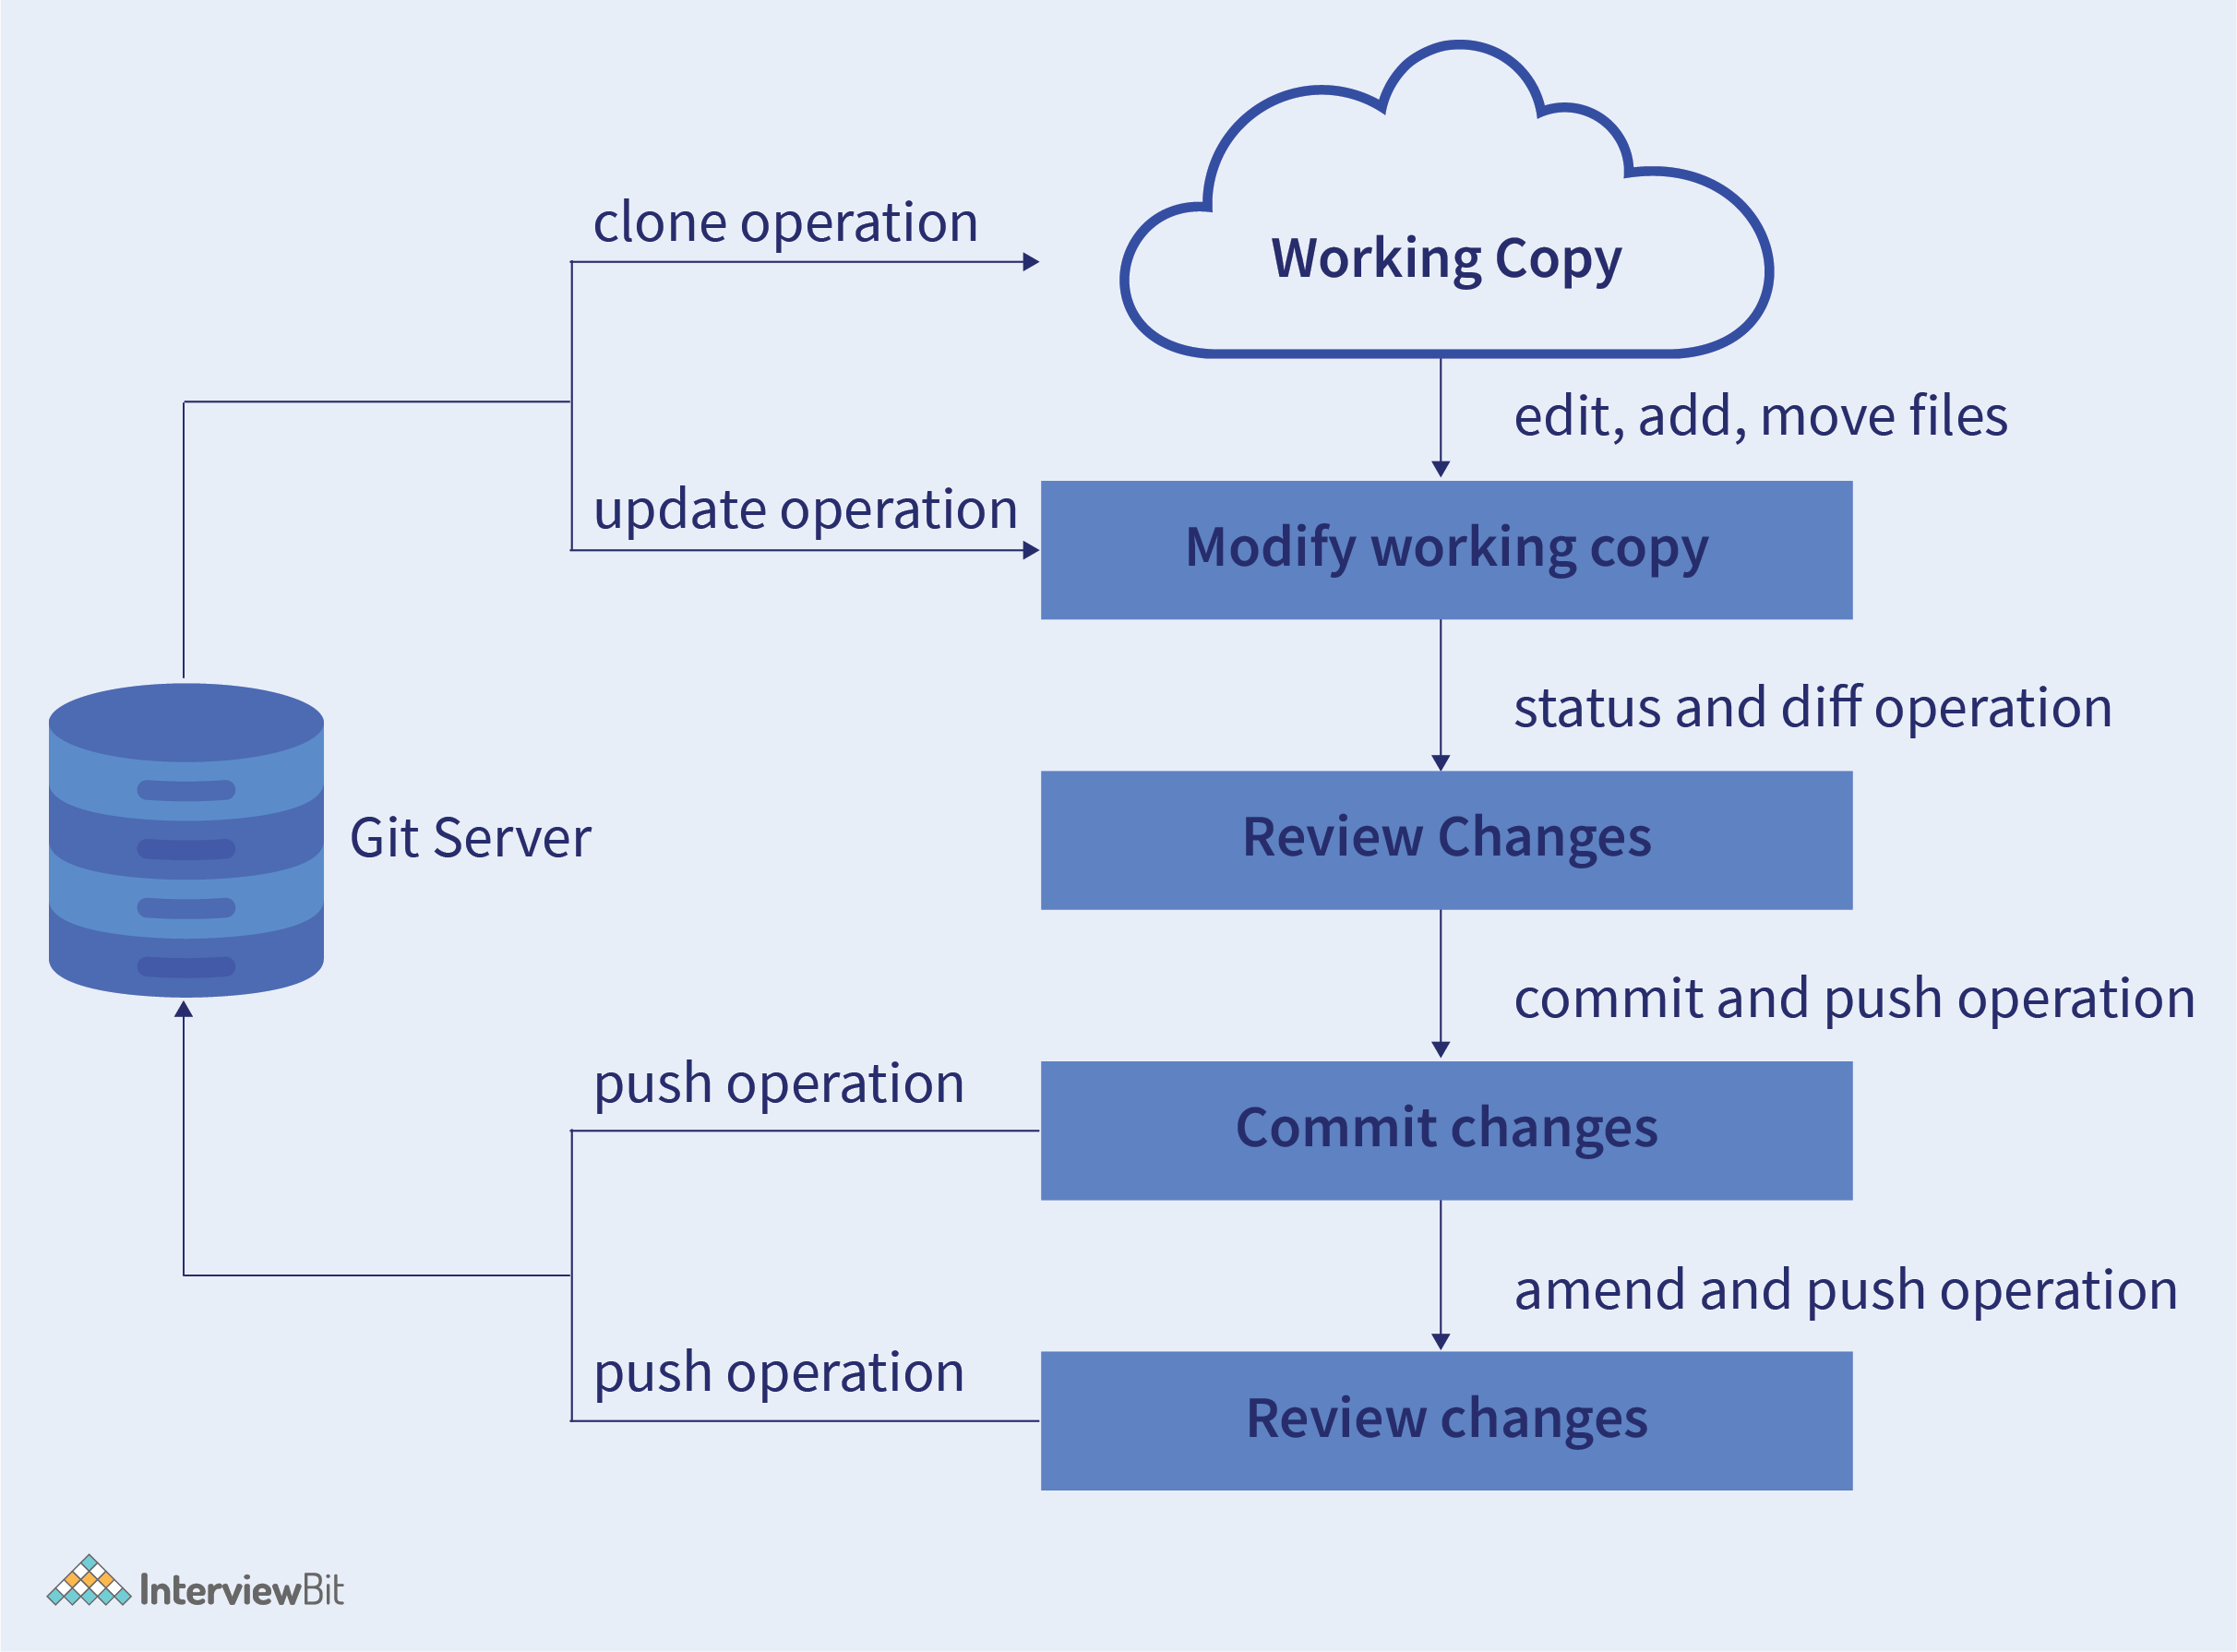 clone operation
Working Copy
edit, add, move files
update operation
Modify working copy
status and diff operation
Git Server
Review Changes
commit and push operation
push operation
Commit changes
amend and push operation
push operation
Review changes
InterviewBit